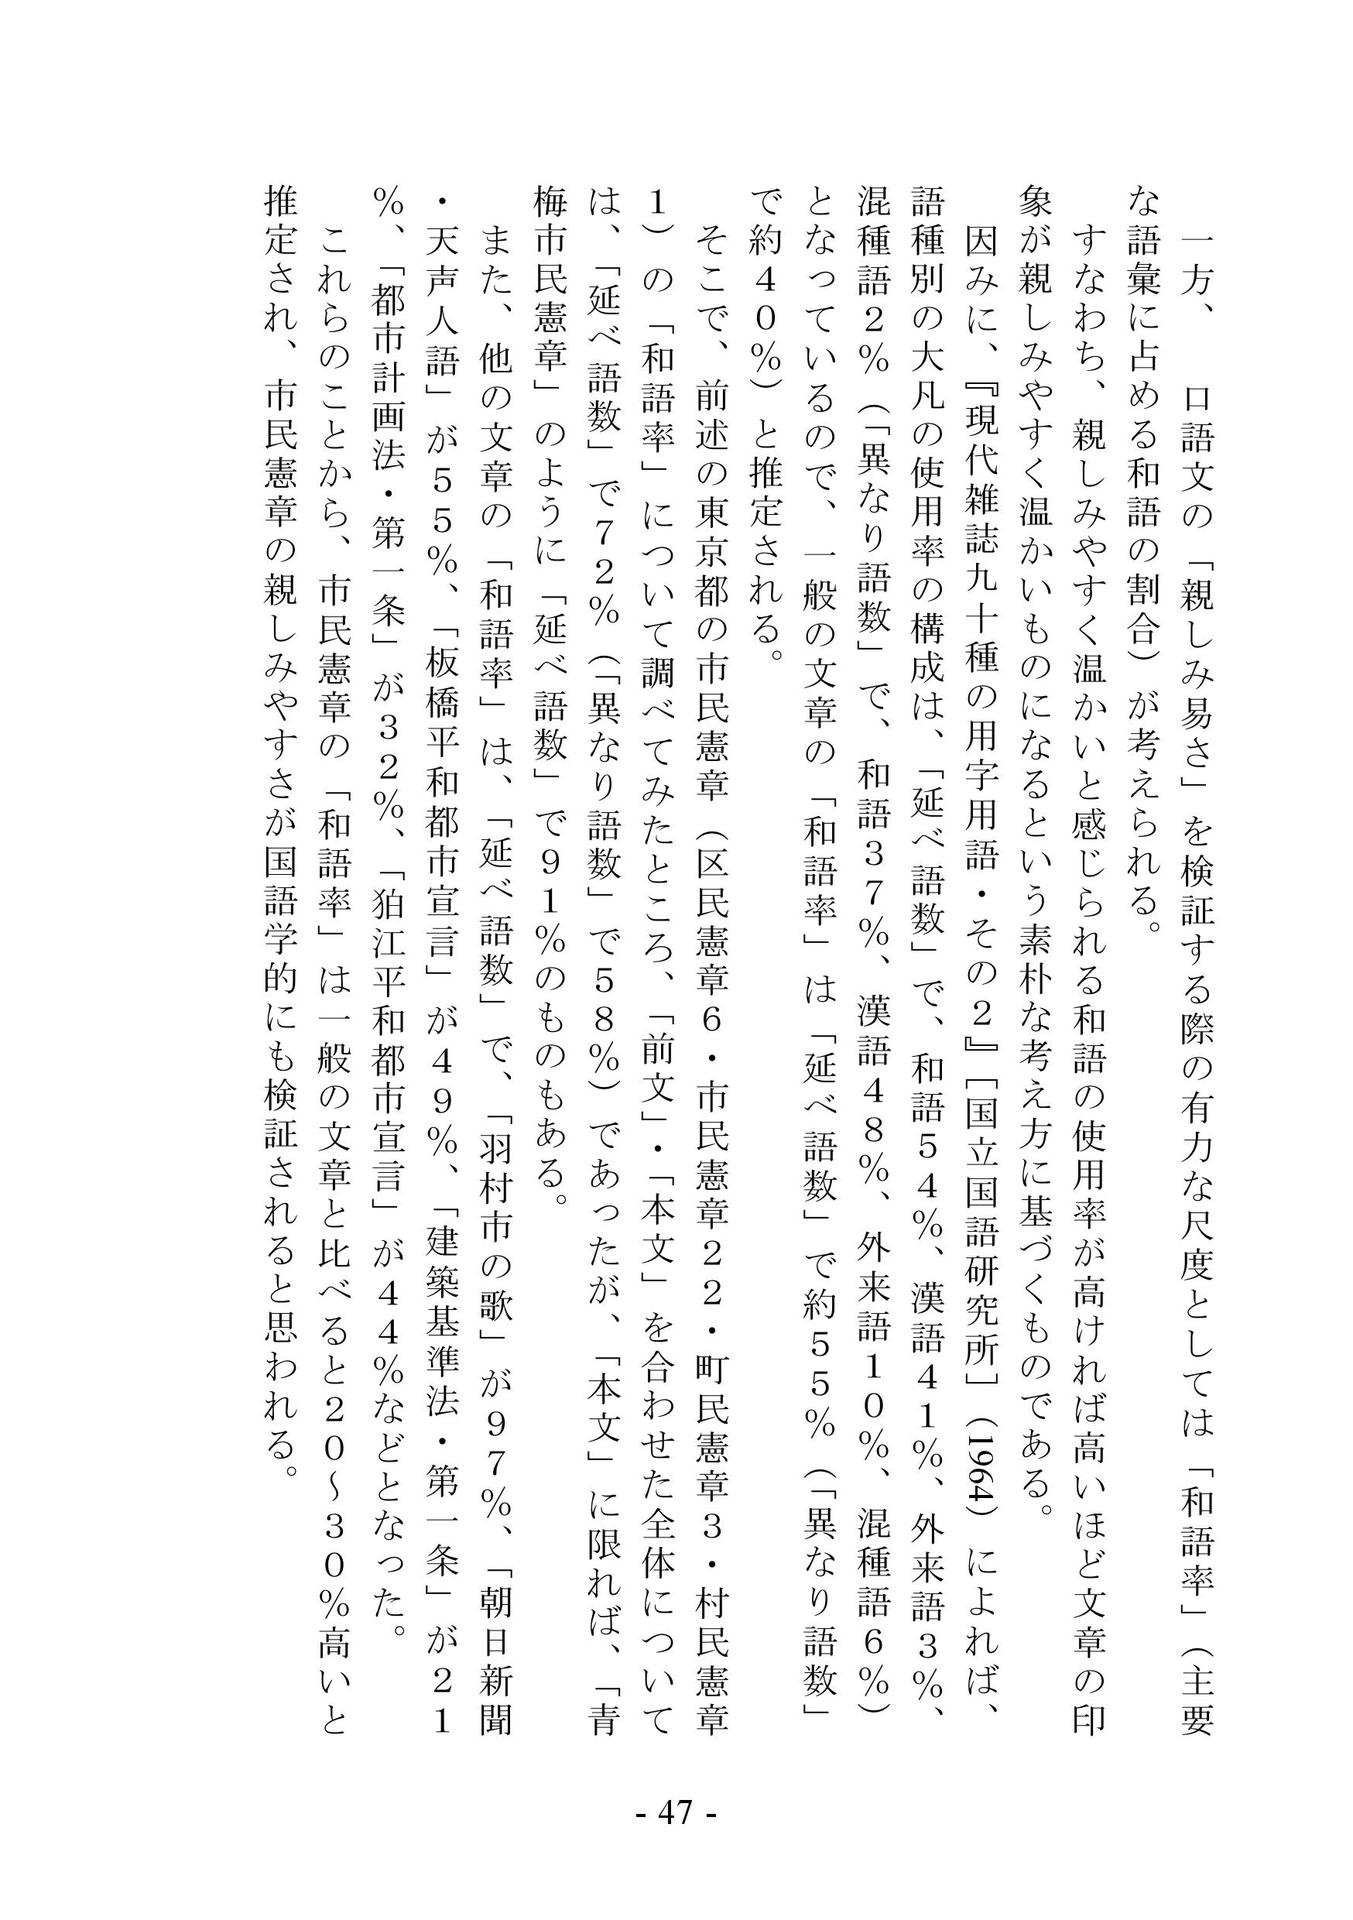 一方、　口語文の「親しみ易さ」を検証する際の有力な尺度としては「和語率」（主要
な語彙に占める和語の割合）が考えられる。
　すなわち、親しみやすく温かいと感じられる和語の使用率が高ければ高いほど文章の印
象が親しみやすく温かいものになるという素朴な考え方に基づくものである。
　因みに、『現代雑誌九十種の用字用語・その２』［国立国語研究所］（1964）によれば、
語種別の大凡の使用率の構成は、「延べ語数」で、和語５４％、漢語４１％、外来語３％、
混種語２％（「異なり語数」で、和語３７％、漢語４８％、外来語１０％、混種語６％）
となっているので、一般の文章の「和語率」は「延べ語数」で約５５％（「異なり語数」
で約４０％）と推定される。
　そこで、前述の東京都の市民憲章（区民憲章６・市民憲章２２・町民憲章３・村民憲章
１）の「和語率」について調べてみたところ、「前文」・「本文」を合わせた全体について
は、「延べ語数」で７２％（「異なり語数」で５８％）であったが、「本文」に限れば、「青
梅市民憲章」のように「延べ語数」で９１％のものもある。
　また、他の文章の「和語率」は、「延べ語数」で、「羽村市の歌」が９７％、「朝日新聞
・天声人語」が５５％、「板橋平和都市宣言」が４９％、「建築基準法・第一条」が２１
％、「都市計画法・第一条」が３２％、「狛江平和都市宣言」が４４％などとなった。
　これらのことから、市民憲章の「和語率」は一般の文章と比べると２０～３０％高いと
推定され、市民憲章の親しみやすさが国語学的にも検証されると思われる。
- 47 -